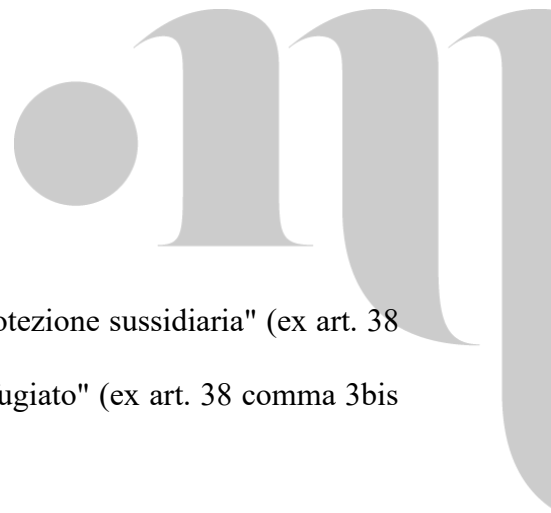 otezione sussidiaria" (ex art. 38
ugiato" (ex art. 38 comma 3bis